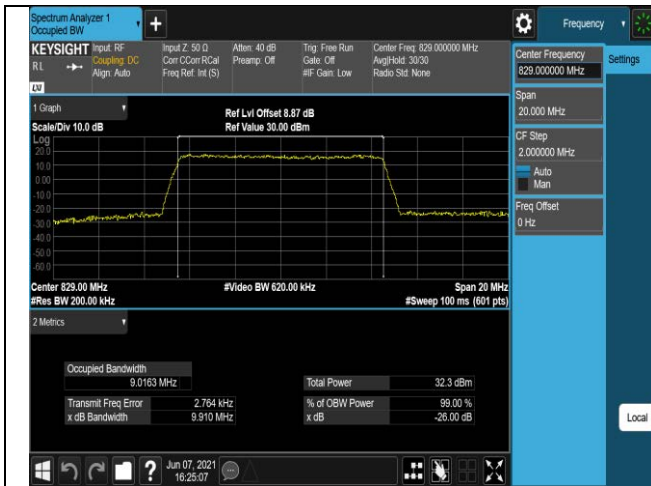 Spectrum Analyzer 1
Occupied BW
Frequency
KEYSIGHT
RL
LXI
Input: RF
Coupling: DC
Align: Auto
Input Z: 50 Ω
Corr CCorr RCal
Freq Ref: Int (S)
Atten: 40 dB
Preamp: Off
Trig: Free Run
Gate: Off
#IF Gain: Low
Center Freq: 829.000000 MHz
Avg|Hold: 30/30
Radio Std: None
Center Frequency
829.000000 MHz
Settings
Span
20.000 MHz
CF Step
2.000000 MHz
Auto
Man
Freq Offset
0 Hz
Local
1 Graph
Scale/Div 10.0 dB
Ref Lvl Offset 8.87 dB
Ref Value 30.00 dBm
Log
20.0
10.0
0.00
-10.0
-20.0
-30.0
-40.0
-50.0
-60.0
Center 829.00 MHz
#Video BW 620.00 kHz
Span 20 MHz
#Res BW 200.00 kHz
#Sweep 100 ms (601 pts)
2 Metrics
Occupied Bandwidth
9.0163 MHz
Total Power 32.3 dBm
Transmit Freq Error 2.764 kHz
% of OBW Power 99.00 %
x dB Bandwidth 9.910 MHz
x dB -26.00 dB
Jun 07, 2021
16:25:07